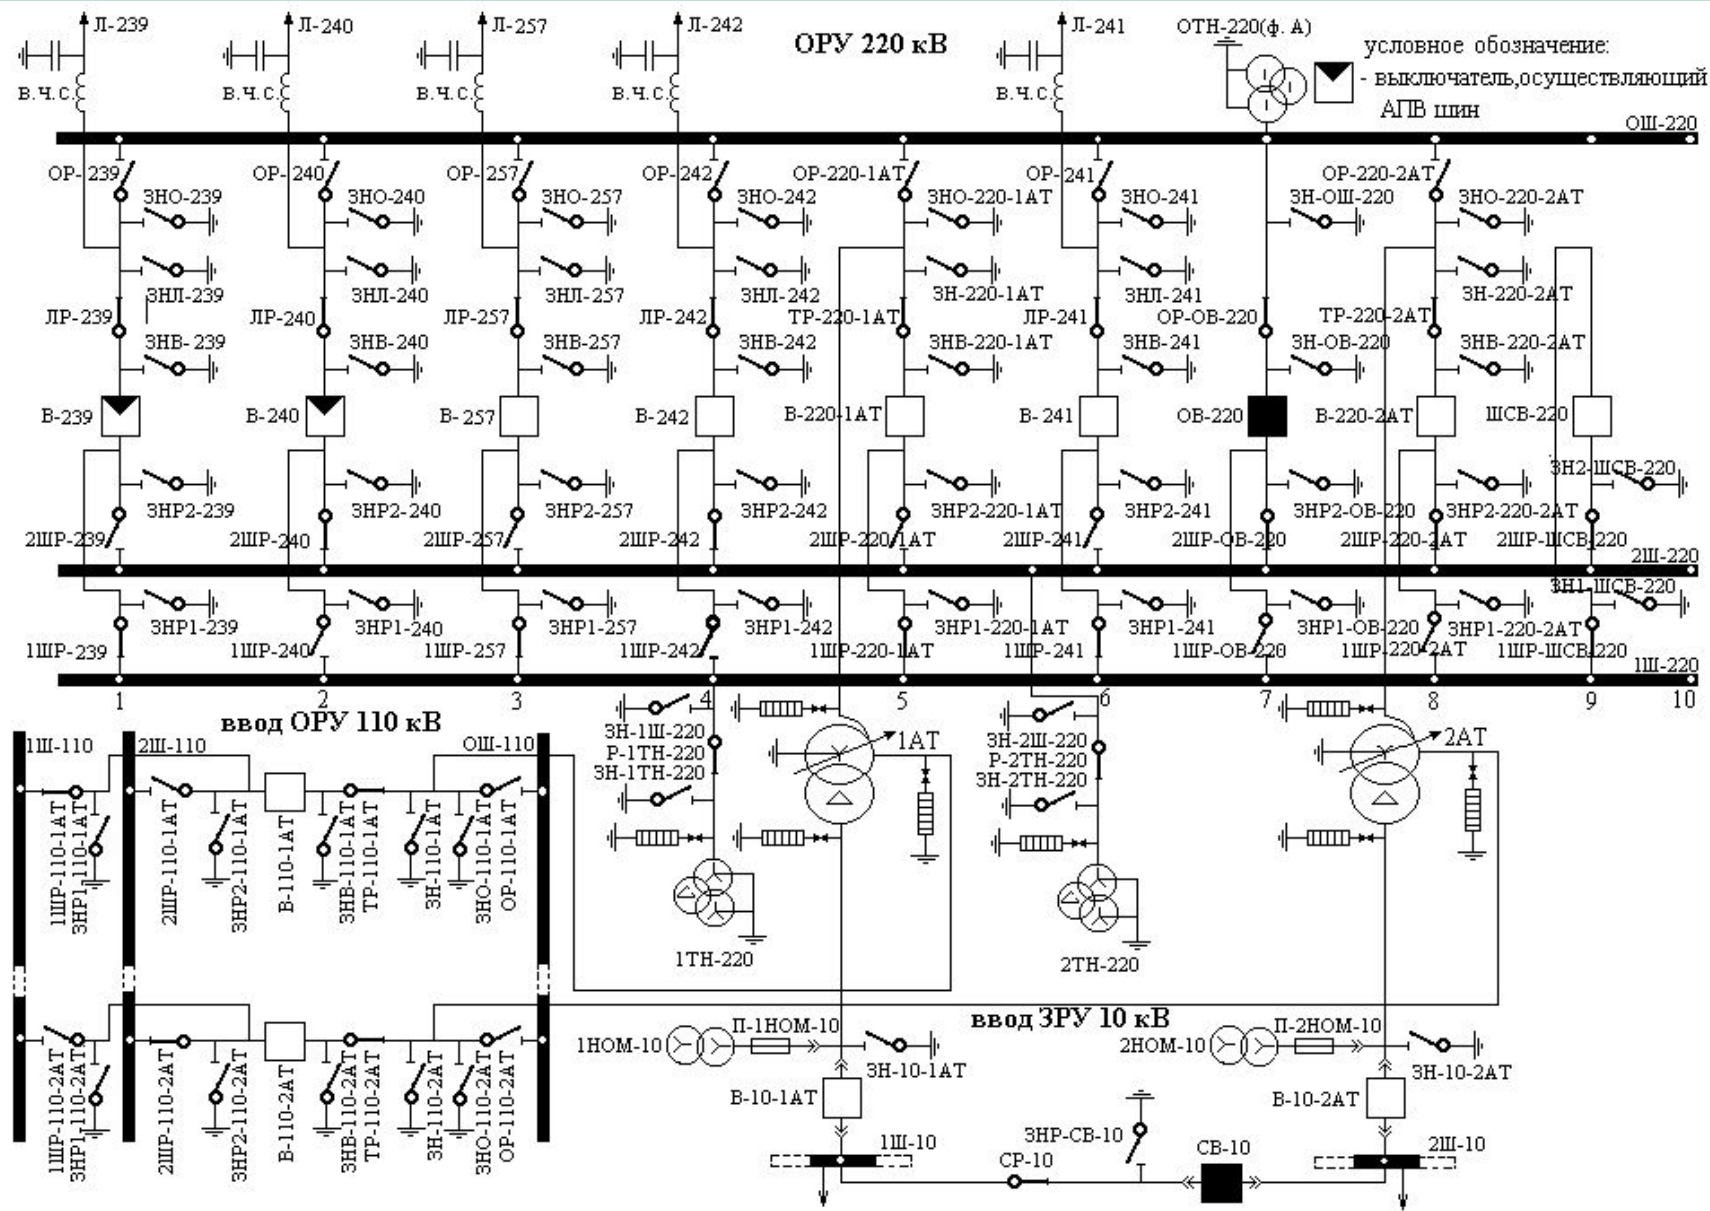 Л-239
Л-240
Л-257
Л-242
ОРУ 220 кВ
Л-241
ОТН-220(ф. А)
условное обозначение:
- выключатель,осуществляющий
АПВ шин
В.Ч.С.
В.Ч.С.
В.Ч.С.
В.Ч.С.
В.Ч.С.
ОШ-220
ОР-239
ОР-240
ОР-257
ОР-242
ОР-220-1АТ
ОР-241
ОР-220-2АТ
ЗНО-239
ЗНО-240
ЗНО-257
ЗНО-242
ЗНО-220-1АТ
ЗНО-241
ЗН-ОШ-220
ЗНО-220-2АТ
ЗНЛ-239
ЗНЛ-240
ЗНЛ-257
ЗНЛ-242
ЗН-220-1АТ
ЗНЛ-241
ЗН-220-2АТ
ЛР-239
ЛР-240
ЛР-257
ЛР-242
ТР-220-1АТ
ЛР-241
ОР-ОВ-220
ТР-220-2АТ
ЗНВ-239
ЗНВ-240
ЗНВ-257
ЗНВ-242
ЗНВ-220-1АТ
ЗНВ-241
ЗН-ОВ-220
ЗНВ-220-2АТ
В-239
В-240
В-257
В-242
В-220-1АТ
В-241
ОВ-220
В-220-2АТ
ШСВ-220
ЗН2-ШСВ-220
ЗНР2-239
ЗНР2-240
ЗНР2-257
ЗНР2-242
ЗНР2-220-1АТ
ЗНР2-241
ЗНР2-ОВ-220
ЗНР2-220-2АТ
2ШР-239
2ШР-240
2ШР-257
2ШР-242
2ШР-220-1АТ
2ШР-241
2ШР-ОВ-220
2ШР-220-2АТ
2ШР-ШСВ-220
2Ш-220
ЗН1-ШСВ-220
ЗНР1-239
ЗНР1-240
ЗНР1-257
ЗНР1-242
ЗНР1-220-1АТ
ЗНР1-241
ЗНР1-ОВ-220
ЗНР1-220-2АТ
1ШР-239
1ШР-240
1ШР-257
1ШР-242
1ШР-220-1АТ
1ШР-241
1ШР-ОВ-220
1ШР-220-2АТ
1ШР-ШСВ-220
1Ш-220
1 2 3 4 5 6 7 8 9 10
ввод ОРУ 110 кВ
1Ш-110
2Ш-110
ОШ-110
ЗН-1Ш-220
Р-1ТН-220
ЗН-1ТН-220
1АТ
ЗН-2Ш-220
Р-2ТН-220
ЗН-2ТН-220
2АТ
1ШР-110-1АТ
ЗНР1-110-1АТ
2ШР-110-1АТ
ЗНР2-110-1АТ
В-110-1АТ
ЗНВ-110-1АТ
ТР-110-1АТ
ЗН-110-1АТ
ЗНО-110-1АТ
ОР-110-1АТ
1ТН-220
2ТН-220
ввод ЗРУ 10 кВ
1ШР-110-2АТ
ЗНР1-110-2АТ
2ШР-110-2АТ
ЗНР2-110-2АТ
В-110-2АТ
ЗНВ-110-2АТ
ТР-110-2АТ
ЗН-110-2АТ
ЗНО-110-2АТ
ОР-110-2АТ
1НОМ-10
П-1НОМ-10
ЗН-10-1АТ
2НОМ-10
П-2НОМ-10
ЗН-10-2АТ
В-10-1АТ
В-10-2АТ
1Ш-10
ЗНР-СВ-10
СР-10
СВ-10
2Ш-10